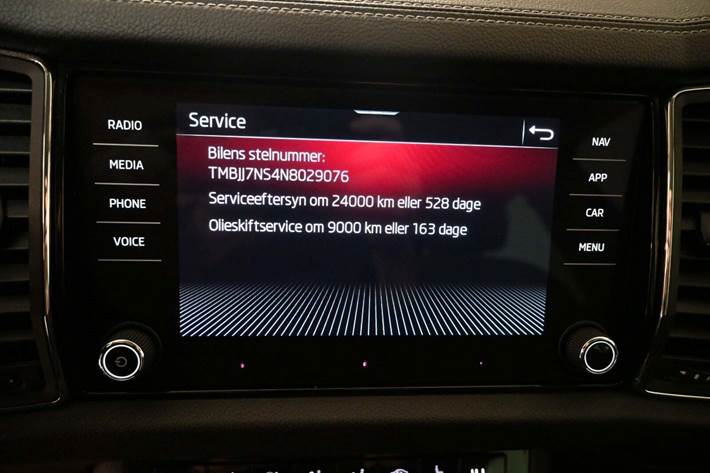 Service
Bilens stelnummer:
TMBJJ7NS4N8029076
Serviceeftersyn om 24000 km eller 528 dage
Olieskiftservice om 9000 km eller 163 dage
RADIO
MEDIA
PHONE
VOICE
NAV
APP
CAR
MENU